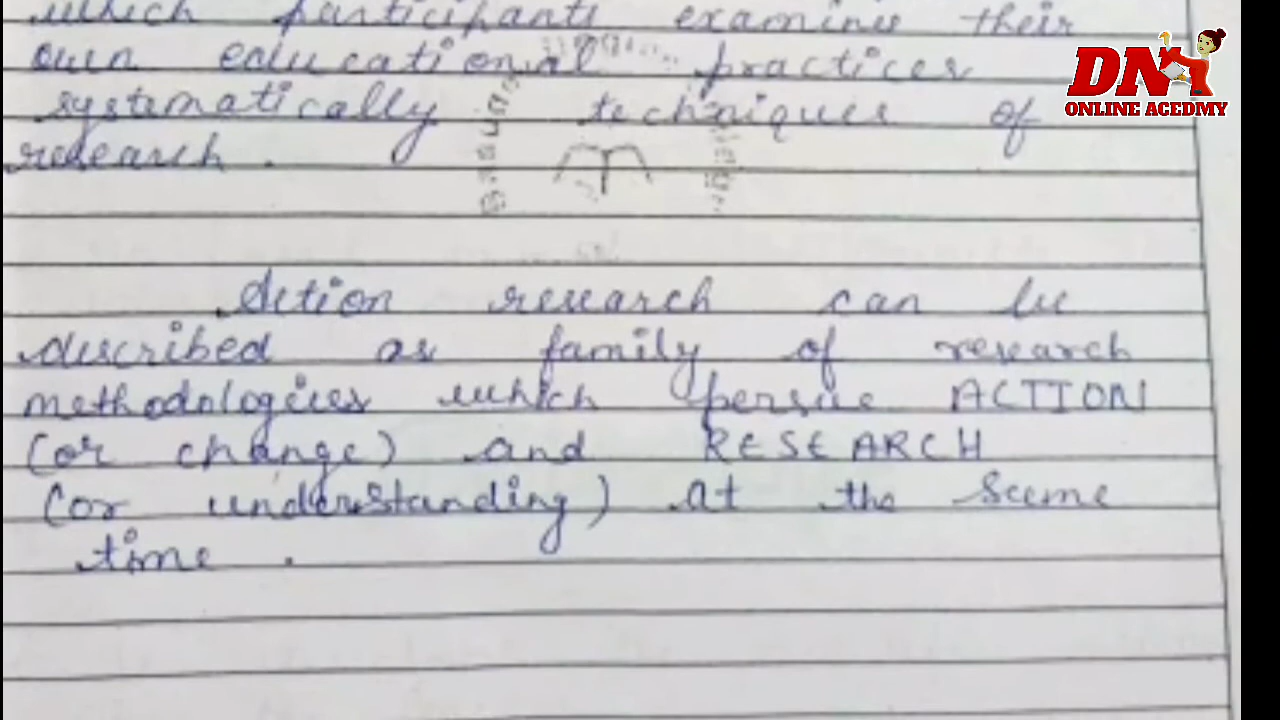 which participants examine their
own educational practices
systematically techniques of
research .
Action research can be
described as family of research
methodologies which persue ACTION
(or change) and RESEARCH
(or understanding) at the same
time .
DN
ONLINE ACEDMY